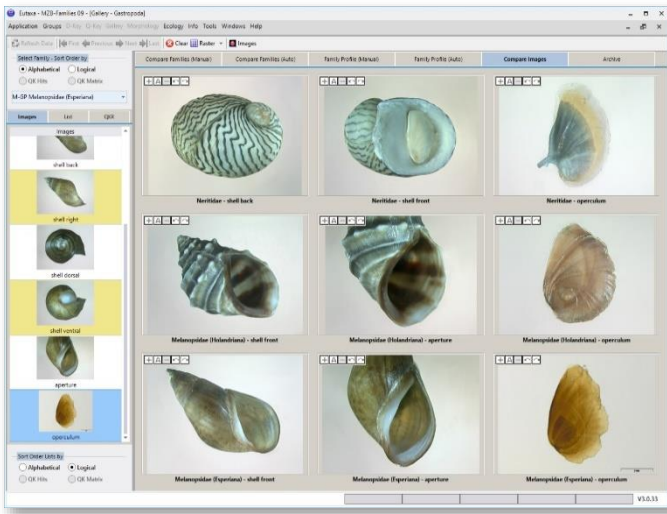 Eutaxa - MZB-Families 09 - [Gallery - Gastropoda]
Application Groups Q-Key Q-Key Gallery Morphology Ecology Info Tools Windows Help
Refresh Data First Previous Next Last Clear Raster Images
Select Family - Sort Order by
Alphabetical Logical
QK Hits QK Matrix
M-GP Melanopsidae (Esperiana)
Images List
Compare Families (Manual) Compare Families (Auto) Family Profile (Manual) Family Profile (Auto) Compare Images Archist
Images
shell back
shell right
shell dorsal
shell ventral
aperture
operculum
Sort Order Lists by
Alphabetical Logical
QK Hits QK Matrix
Neritidae - shell back
Neritidae - shell front
Neritidae - operculum
Melanopsidae (Holandriana) - shell front
Melanopsidae (Holandriana) - aperture
Melanopsidae (Holandriana) - operculum
Melanopsidae (Esperiana) - shell front
Melanopsidae (Esperiana) - aperture
Melanopsidae (Esperiana) - operculum
V3.0.33